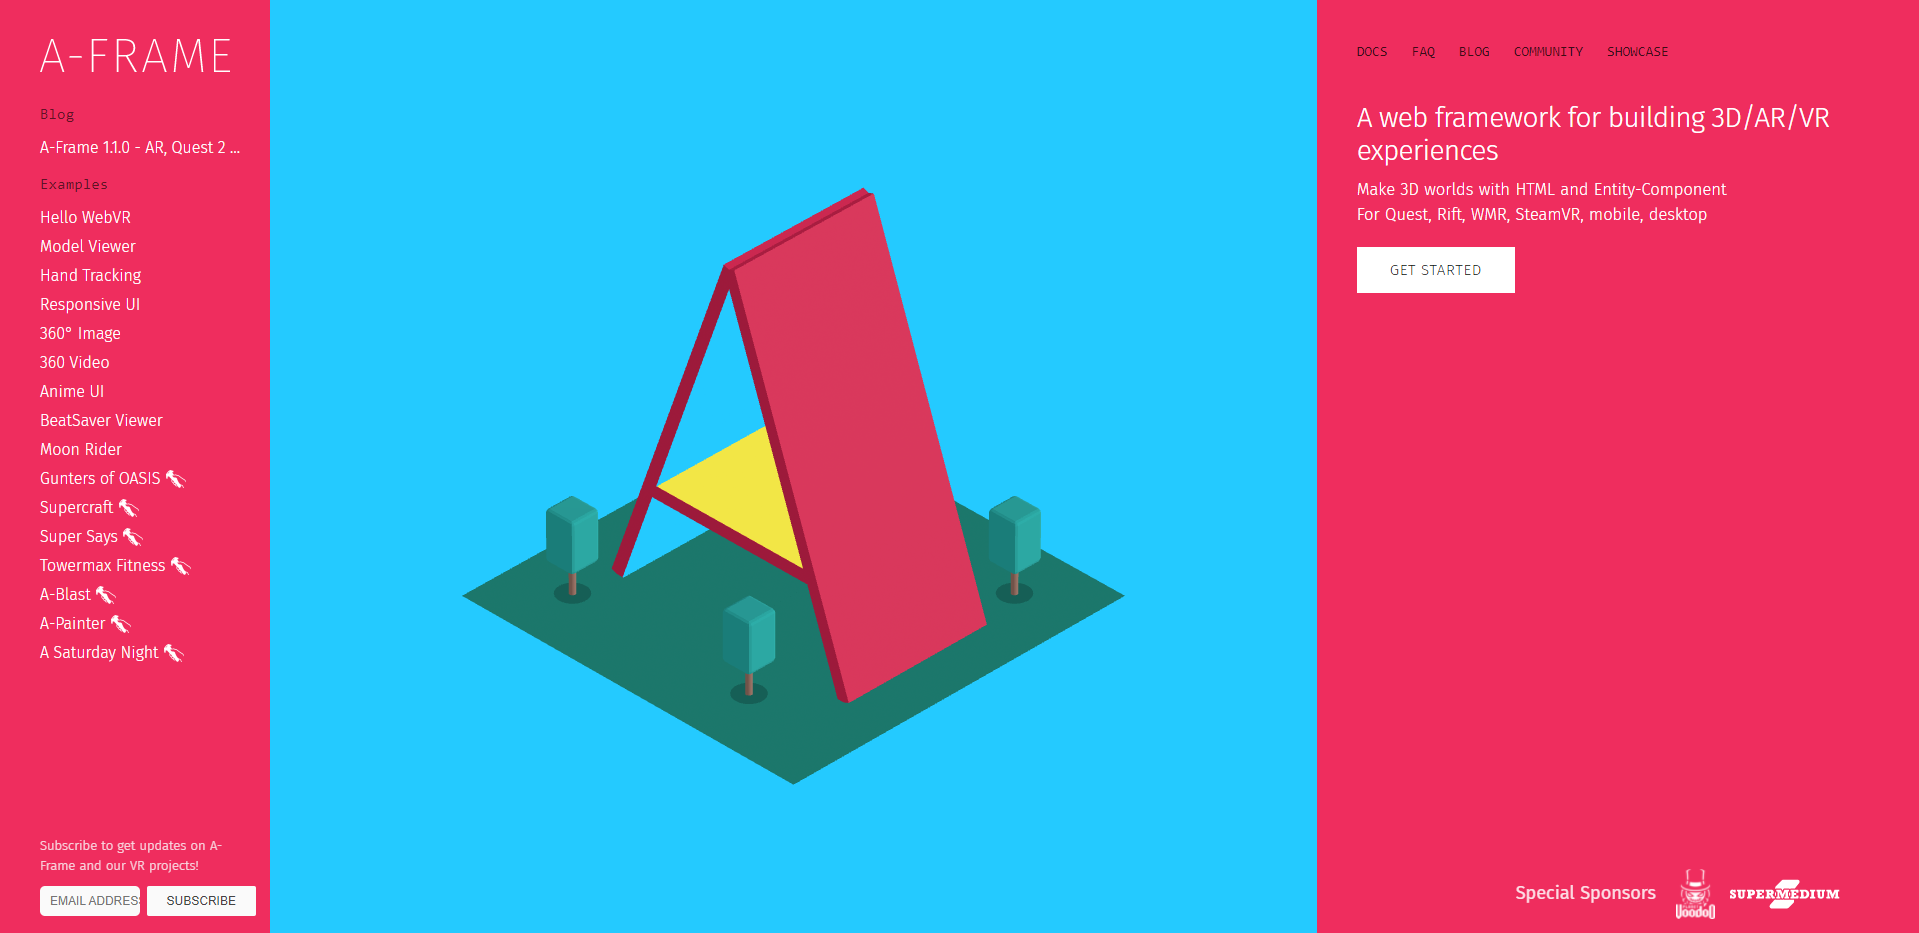 A-FRAME
Blog
A-Frame 1.1.0 - AR, Quest 2 ...
Examples
Hello WebVR
Model Viewer
Hand Tracking
Responsive UI
360° Image
360 Video
Anime UI
BeatSaver Viewer
Moon Rider
Gunters of OASIS
Supercraft
Super Says
Towermax Fitness
A-Blast
A-Painter
A Saturday Night
Subscribe to get updates on A-
Frame and our VR projects!
EMAIL ADDRES
SUBSCRIBE
DOCS FAQ BLOG COMMUNITY SHOWCASE
A web framework for building 3D/AR/VR
experiences
Make 3D worlds with HTML and Entity-Component
For Quest, Rift, WMR, SteamVR, mobile, desktop
GET STARTED
Special Sponsors
VooDoo
SUPERMEDIUM